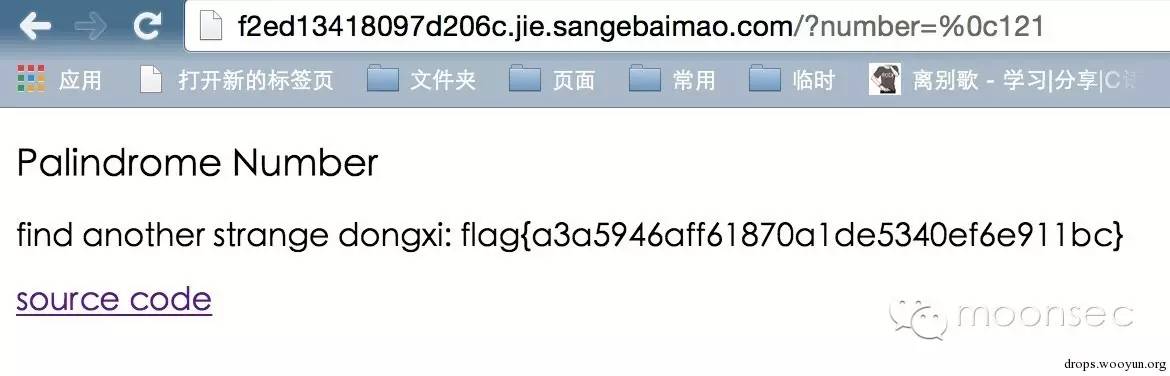 f2ed13418097d206c.jie.sangebaimao.com/?number=%0c121
应用 打开新的标签页 文件夹 页面 常用 临时 离别歌 - 学习|分享|C语
Palindrome Number
find another strange dongxi: flag{a3a5946aff61870a1de5340ef6e911bc}
source code
moonsec
drops.wooyun.org